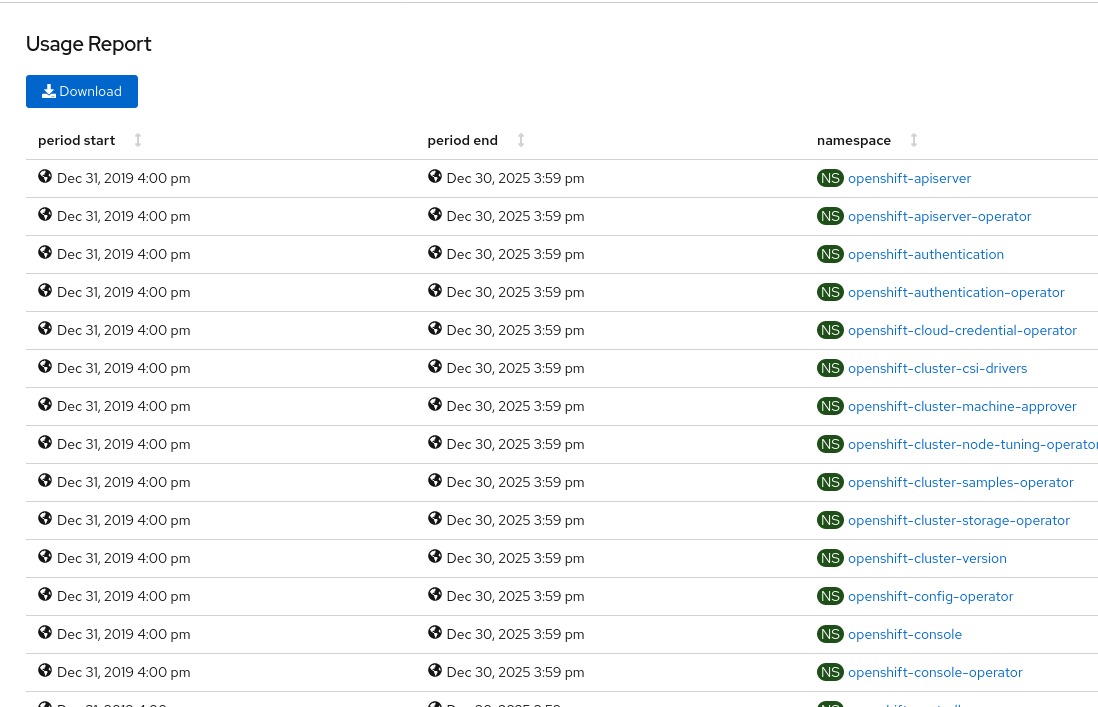 Usage Report
Download
period start period end namespace
Dec 31, 2019 4:00 pm Dec 30, 2025 3:59 pm NS openshift-apiserver
Dec 31, 2019 4:00 pm Dec 30, 2025 3:59 pm NS openshift-apiserver-operator
Dec 31, 2019 4:00 pm Dec 30, 2025 3:59 pm NS openshift-authentication
Dec 31, 2019 4:00 pm Dec 30, 2025 3:59 pm NS openshift-authentication-operator
Dec 31, 2019 4:00 pm Dec 30, 2025 3:59 pm NS openshift-cloud-credential-operator
Dec 31, 2019 4:00 pm Dec 30, 2025 3:59 pm NS openshift-cluster-csi-drivers
Dec 31, 2019 4:00 pm Dec 30, 2025 3:59 pm NS openshift-cluster-machine-approver
Dec 31, 2019 4:00 pm Dec 30, 2025 3:59 pm NS openshift-cluster-node-tuning-operator
Dec 31, 2019 4:00 pm Dec 30, 2025 3:59 pm NS openshift-cluster-samples-operator
Dec 31, 2019 4:00 pm Dec 30, 2025 3:59 pm NS openshift-cluster-storage-operator
Dec 31, 2019 4:00 pm Dec 30, 2025 3:59 pm NS openshift-cluster-version
Dec 31, 2019 4:00 pm Dec 30, 2025 3:59 pm NS openshift-config-operator
Dec 31, 2019 4:00 pm Dec 30, 2025 3:59 pm NS openshift-console
Dec 31, 2019 4:00 pm Dec 30, 2025 3:59 pm NS openshift-console-operator